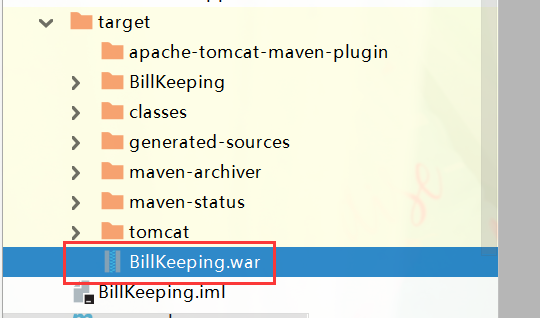 target
apache-tomcat-maven-plugin
BillKeeping
classes
generated-sources
maven-archiver
maven-status
tomcat
BillKeeping.war
BillKeeping.iml